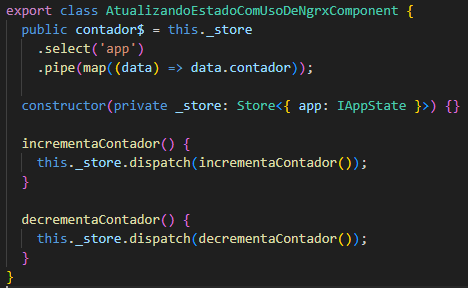 export class AtualizandoEstadoComUsoDeNgrxComponent {
  public contador$ = this._store
    .select('app')
    .pipe(map((data) => data.contador));

  constructor(private _store: Store<{ app: IAppState }>) {}

  incrementaContador() {
    this._store.dispatch(incrementaContador());
  }

  decrementaContador() {
    this._store.dispatch(decrementaContador());
  }
}